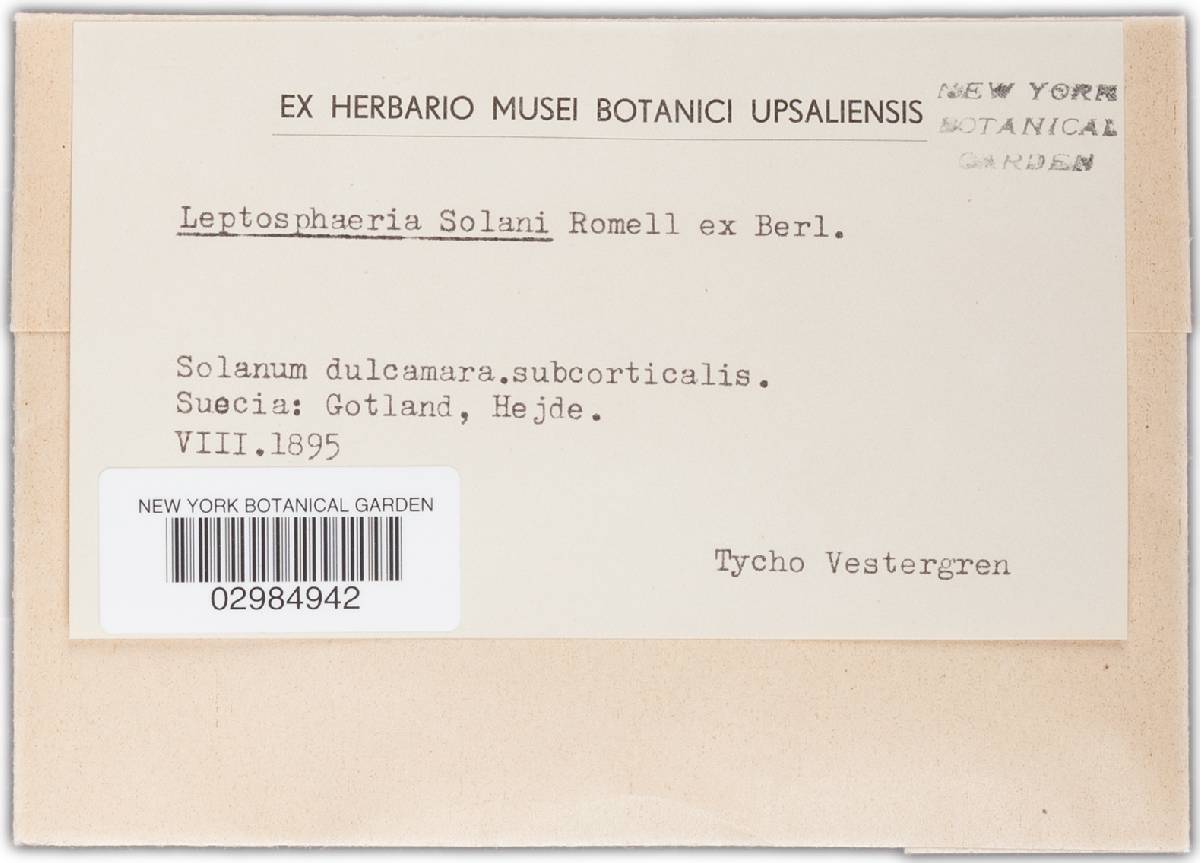 EX HERBARIO MUSEI BOTANICI UPSALIENSIS
NEW YORK
BOTANICAL
GARDEN
Leptosphaeria Solani Romell ex Berl.
Solanum dulcamara.subcorticalis.
Suecia: Gotland, Hejde.
VIII.1895
NEW YORK BOTANICAL GARDEN
02984942
Tycho Vestergren